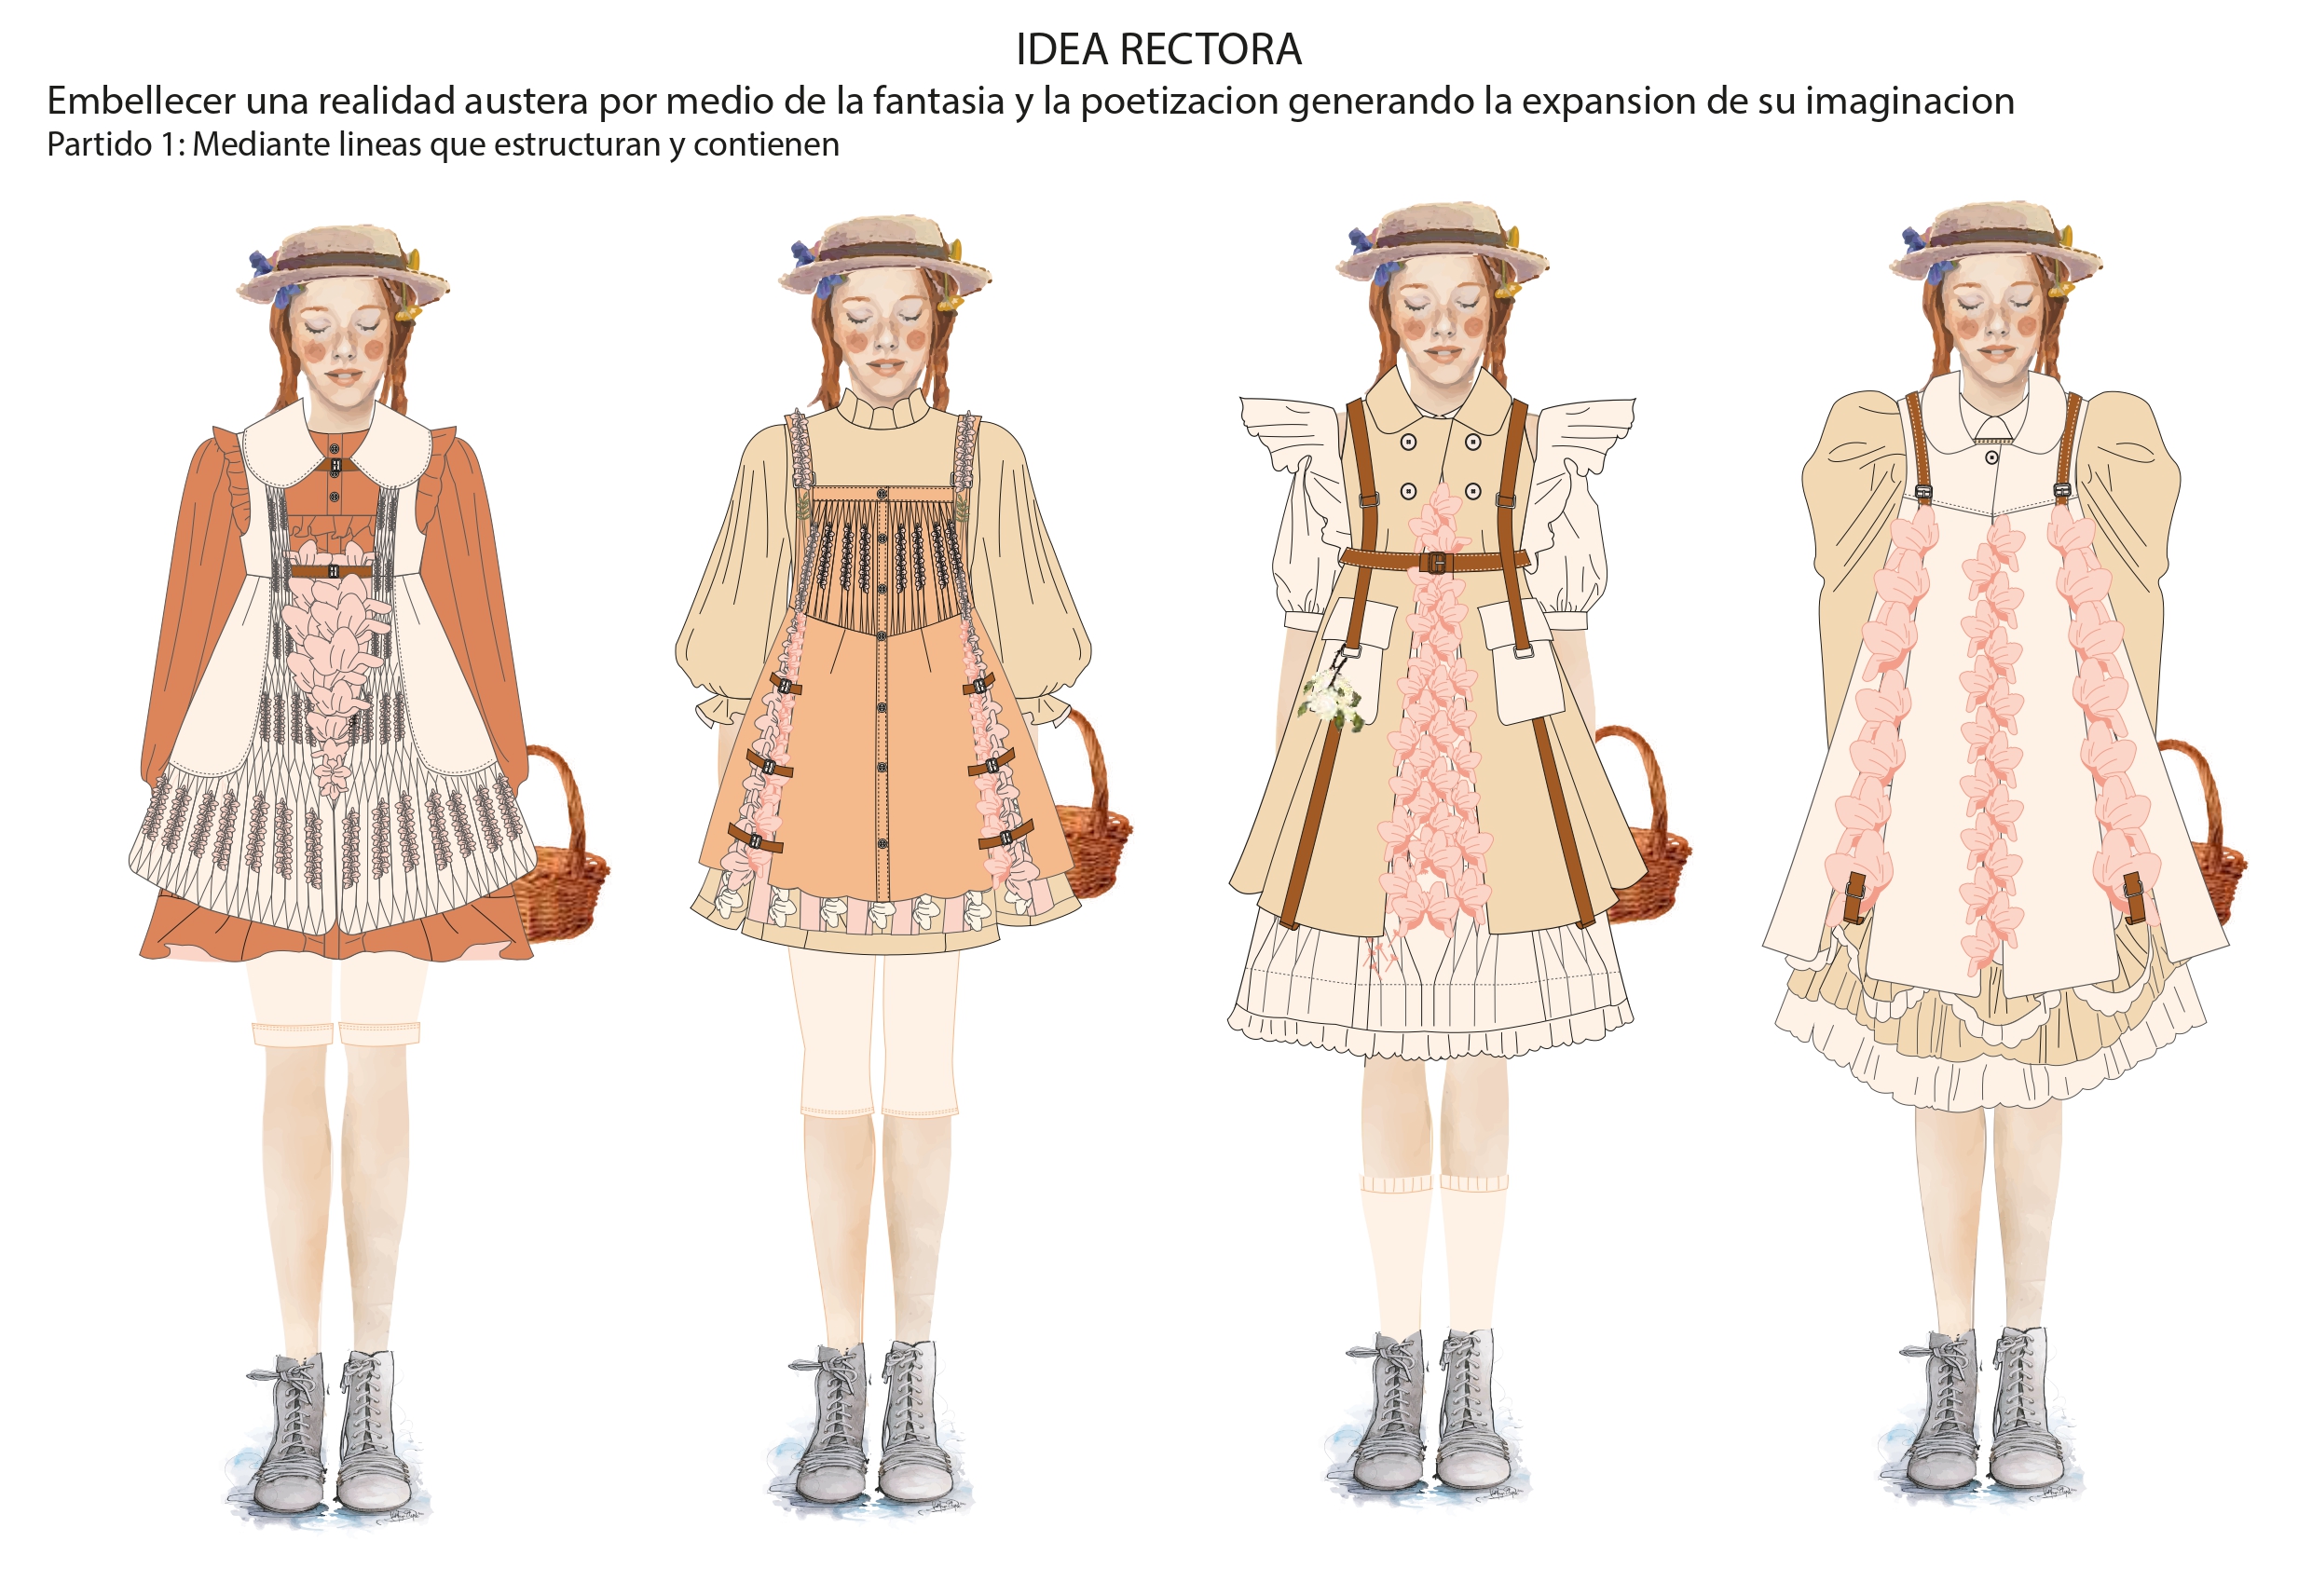 IDEA RECTORA
Embellecer una realidad austera por medio de la fantasia y la poetizacion generando la expansion de su imaginacion
Partido 1: Mediante lineas que estructuran y contienen